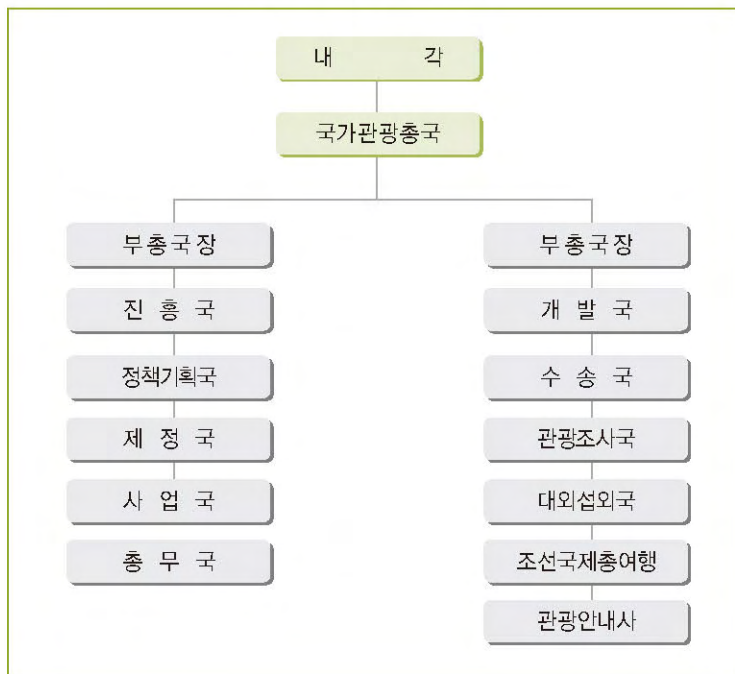 내 각
국가관광총국
부총국장
진 흥 국
정책기획국
제 정 국
사 업 국
총 무 국
부총국장
개 발 국
수 송 국
관광조사국
대외섭외국
조선국제총여행
관광안내사